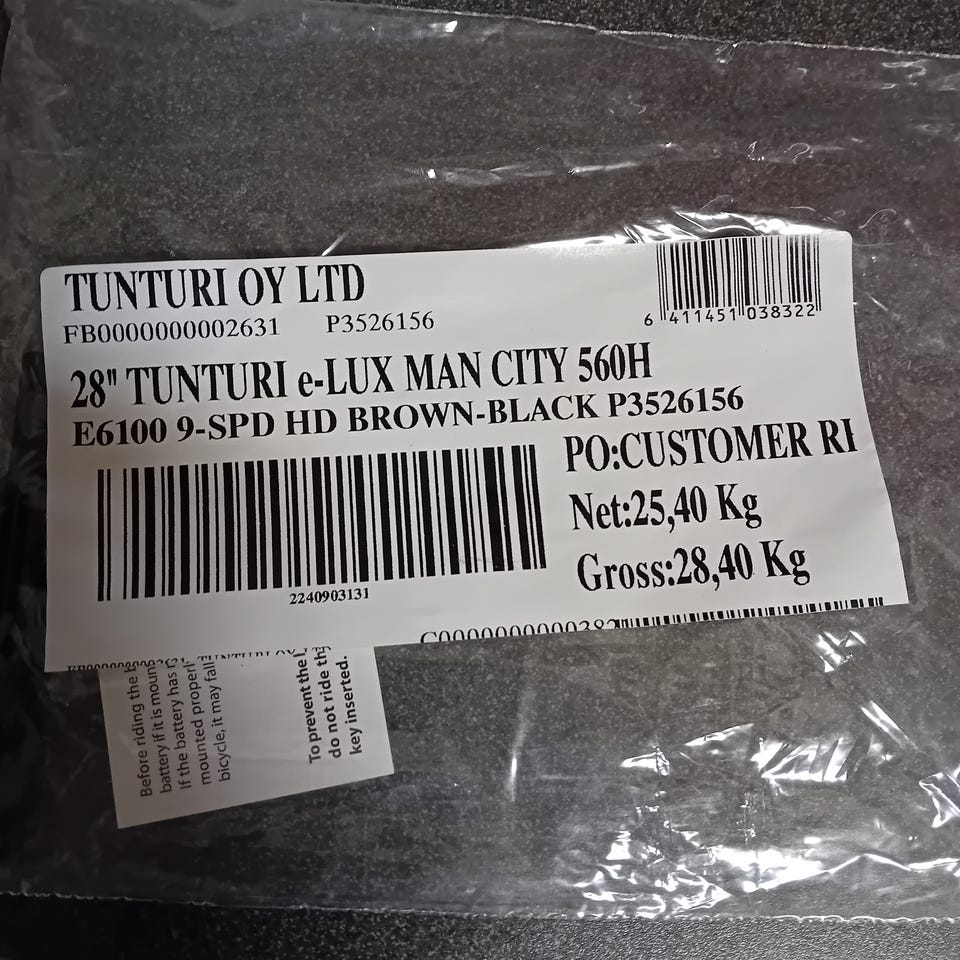 TUNTURI OY LTD
FB0000000002631 P3526156
6 411451 038322
28" TUNTURI e-LUX MAN CITY 560H
E6100 9-SPD HD BROWN-BLACK P3526156
PO:CUSTOMER RI
Net:25,40 Kg
Gross:28,40 Kg
2240903131
Before riding the
battery if it is
If the battery has
mounted
bicycle, it may fall
To prevent the
do not ride
key inserted.